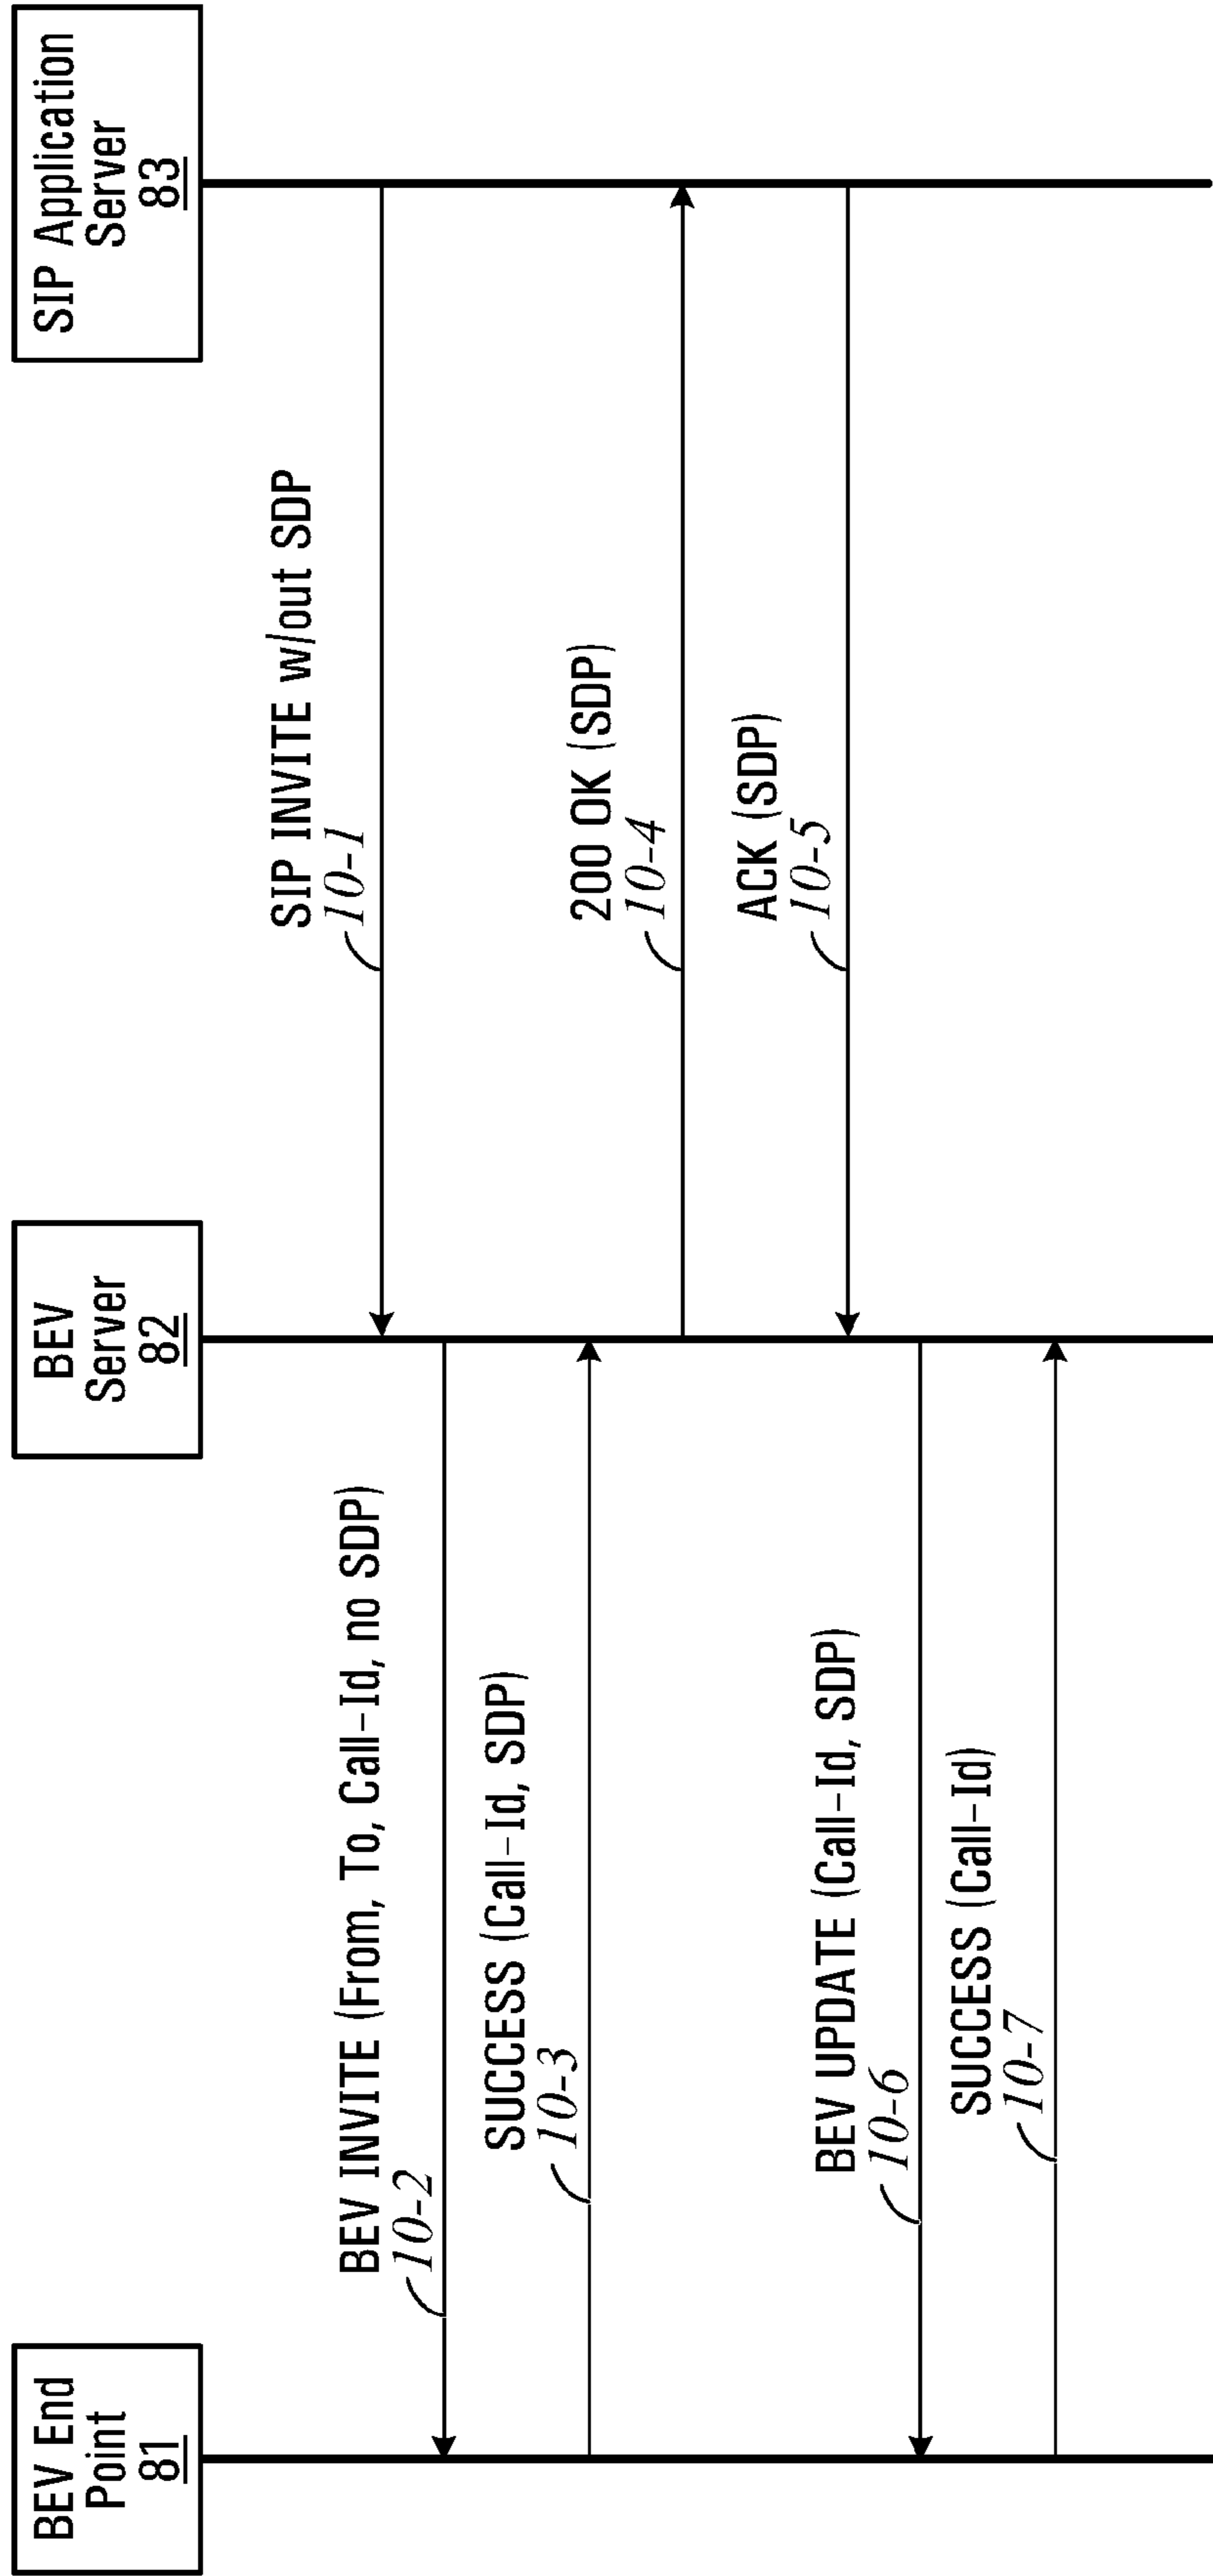 BEV End
Point
81
BEV
Server
82
SIP Application
Server
83
SIP INVITE w/out SDP
10-1
BEV INVITE (From, To, Call-Id, no SDP)
10-2
SUCCESS (Call-Id, SDP)
10-3
200 OK (SDP)
10-4
ACK (SDP)
10-5
BEV UPDATE (Call-Id, SDP)
10-6
SUCCESS (Call-Id)
10-7